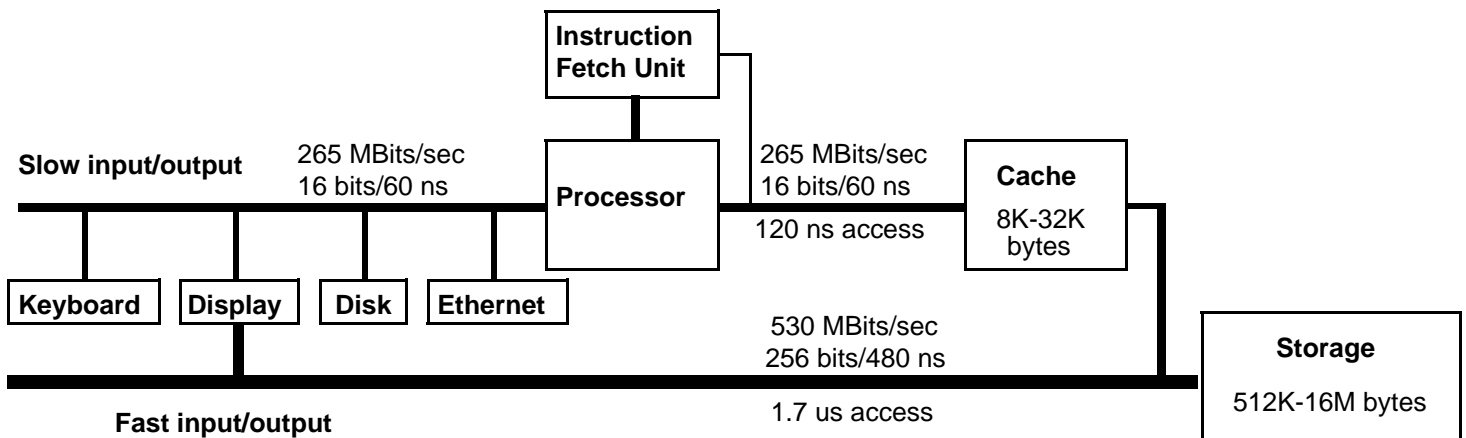 Instruction
Fetch Unit
Slow input/output
265 MBits/sec
16 bits/60 ns
Processor
265 MBits/sec
16 bits/60 ns
120 ns access
Cache
8K-32K
bytes
Keyboard
Display
Disk
Ethernet
530 MBits/sec
256 bits/480 ns
1.7 us access
Storage
512K-16M bytes
Fast input/output